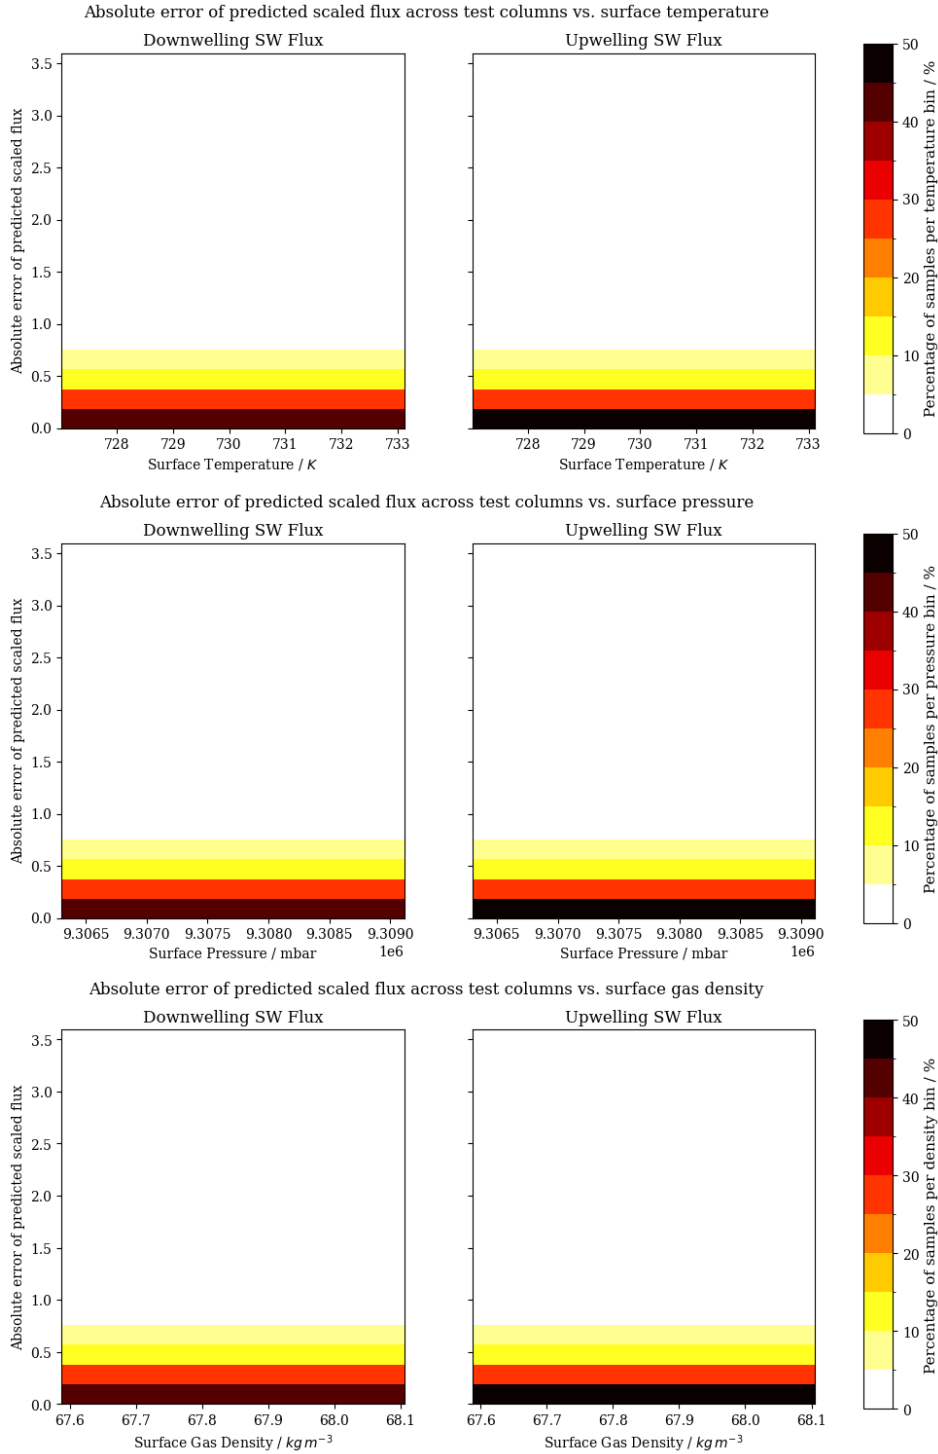 Absolute error of predicted scaled flux across test columns vs. surface temperature
Downwelling SW Flux
Upwelling SW Flux
Absolute error of predicted scaled flux
3.5
3.0
2.5
2.0
1.5
1.0
0.5
0.0
728 729 730 731 732 733
Surface Temperature / K
728 729 730 731 732 733
Surface Temperature / K
50
40
30
20
10
0
Percentage of samples per temperature bin / %
Absolute error of predicted scaled flux across test columns vs. surface pressure
Downwelling SW Flux
Upwelling SW Flux
Absolute error of predicted scaled flux
3.5
3.0
2.5
2.0
1.5
1.0
0.5
0.0
9.3065 9.3070 9.3075 9.3080 9.3085 9.3090
Surface Pressure / mbar
1e6
9.3065 9.3070 9.3075 9.3080 9.3085 9.3090
Surface Pressure / mbar
1e6
50
40
30
20
10
0
Percentage of samples per pressure bin / %
Absolute error of predicted scaled flux across test columns vs. surface gas density
Downwelling SW Flux
Upwelling SW Flux
Absolute error of predicted scaled flux
3.5
3.0
2.5
2.0
1.5
1.0
0.5
0.0
67.6 67.7 67.8 67.9 68.0 68.1
Surface Gas Density / kg m⁻³
67.6 67.7 67.8 67.9 68.0 68.1
Surface Gas Density / kg m⁻³
50
40
30
20
10
0
Percentage of samples per density bin / %